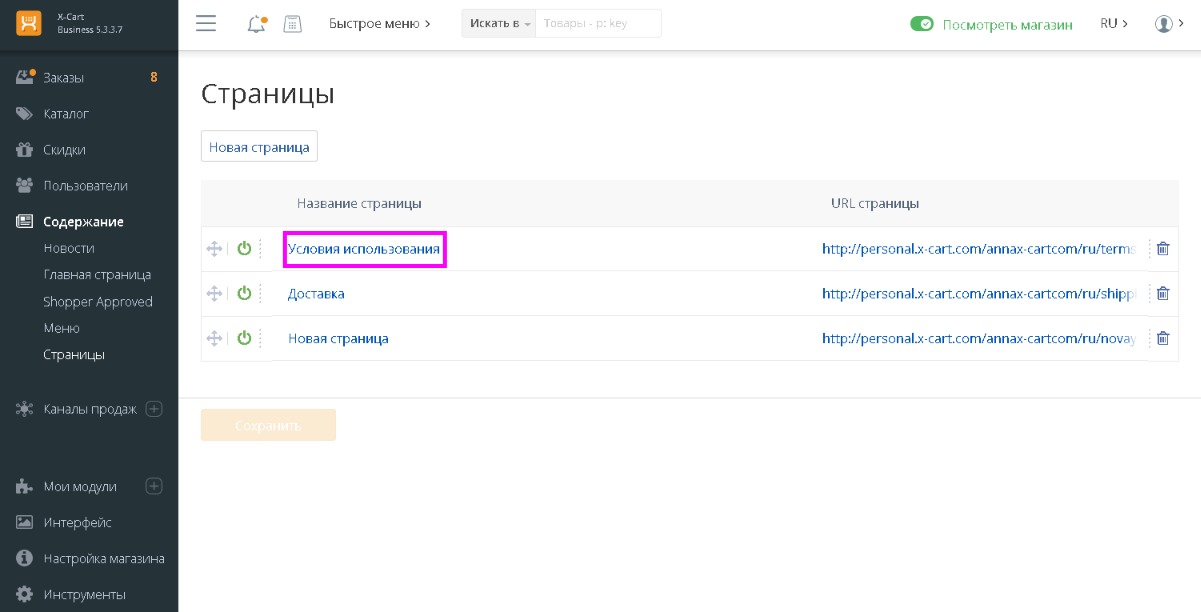 X-Cart
Business 5.3.3.7
Быстрое меню
Искать в
Товары - p: key
Посмотреть магазин
RU
Заказы 8
Каталог
Скидки
Пользователи
Содержание
Новости
Главная страница
Shopper Approved
Меню
Страницы
Каналы продаж
Мои модули
Интерфейс
Настройка магазина
Инструменты
Страницы
Новая страница
Название страницы URL страницы
Условия использования http://personal.x-cart.com/annax-cartcom/ru/terms
Доставка http://personal.x-cart.com/annax-cartcom/ru/shippi
Новая страница http://personal.x-cart.com/annax-cartcom/ru/novay
Сохранить